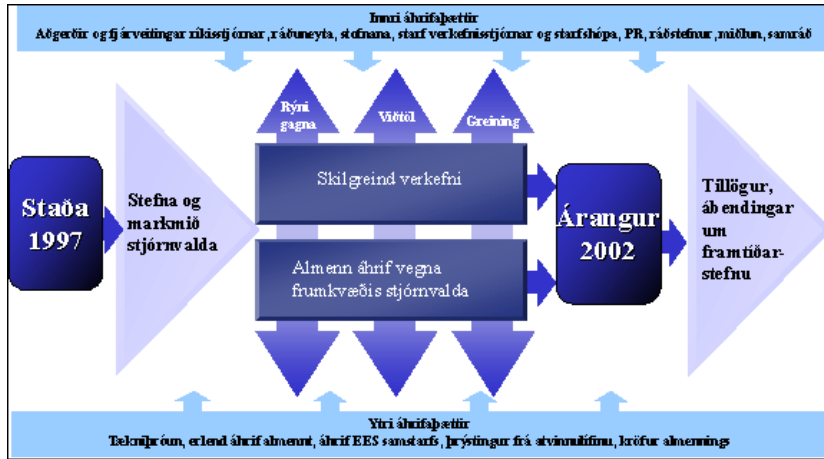 Innri áhrifaþættir
Aðgerðir og fjárveitingar ríkisstjórnar ,ráðuneyta, stofnana, starf verkefnisstjórnar og starfshópa, PR, ráðstefnur, miðlun, samráð
Rýni
gagna
Viðtöl
Greining
Staða
1997
Stefna og
markmið
stjórnvalda
Skilgreind verkefni
Almenn áhrif vegna
frumkvæðis stjórnvalda
Árangur
2002
Tillögur,
ábendingar
um
framtíðar-
stefnu
Ytri áhrifaþættir
Tækniþróun, erlend áhrif almennt, áhrif EES samstarfs, þrýstingur frá atvinnulífinu, kröfur almennings